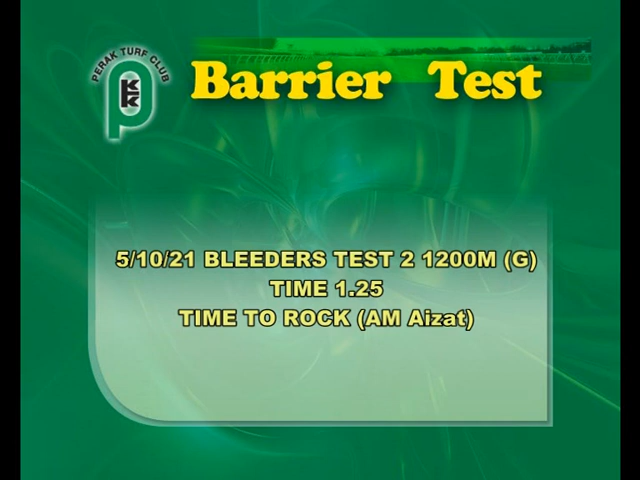 PERAK TURF CLUB
PKK
Barrier Test
5/10/21 BLEEDERS TEST 2 1200M (G)
TIME 1.25
TIME TO ROCK (AM Aizat)